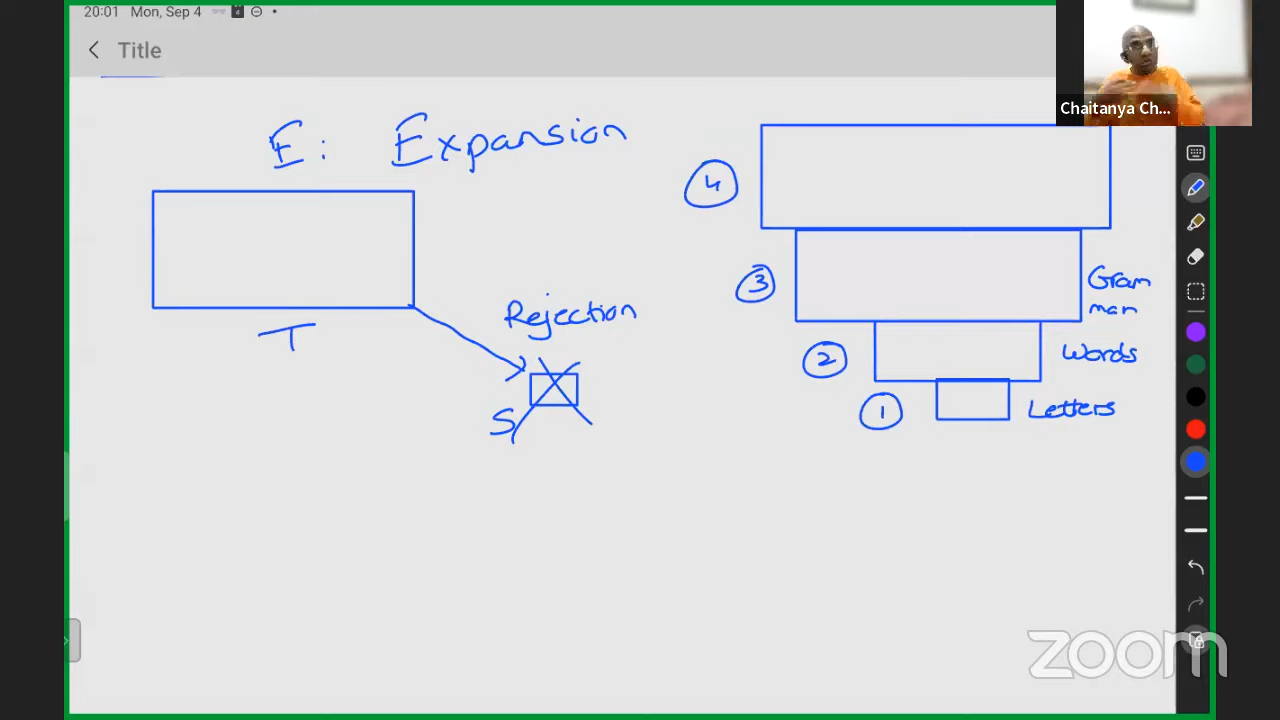 20:01 Mon, Sep 4
Title
Chaitanya Ch...
E: Expansion
4
3
Gram
mar
Rejection
T
2
Words
S
1
Letters
zoom